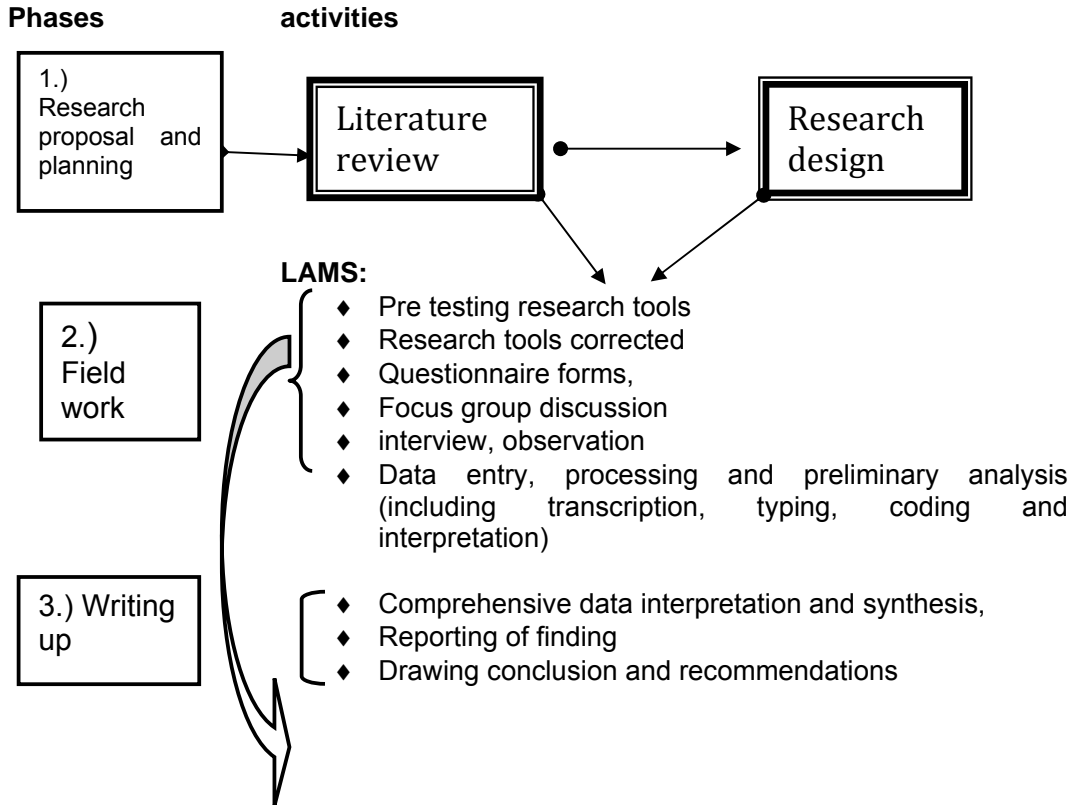 Phases activities
1.)
Research
proposal and
planning
Literature
review
Research
design
LAMS:
♦ Pre testing research tools
♦ Research tools corrected
♦ Questionnaire forms,
♦ Focus group discussion
♦ interview, observation
♦ Data entry, processing and preliminary analysis
(including transcription, typing, coding and
interpretation)
2.)
Field
work
3.) Writing
up
♦ Comprehensive data interpretation and synthesis,
♦ Reporting of finding
♦ Drawing conclusion and recommendations